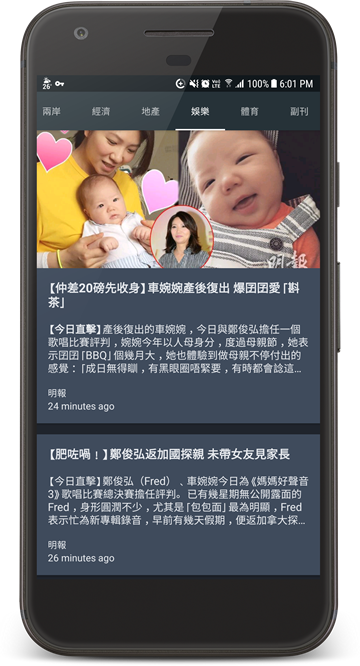 26° 100% 6:01 PM
兩岸 經濟 地產 娛樂 體育 副刊
明報
【仲差20磅先收身】車婉婉產後復出 爆囝囝愛「斟
茶」
【今日直擊】產後復出的車婉婉，今日與鄭俊弘擔任一個
歌唱比賽評判，婉婉今年以人母身分，度過母親節，她表
示囝囝「BBQ」個幾月大，她也體驗到做母親不停付出的
感覺：「成日無得瞓，有黑眼圈唔緊要，有時都會諗這...
明報
24 minutes ago
【肥咗喎﹗】鄭俊弘返加國探親 未帶女友見家長
【今日直擊】鄭俊弘（Fred）﹑車婉婉今日為《媽媽好聲音
3》歌唱比賽總決賽擔任評判。已有幾星期無公開露面的
Fred，身形圓潤不少，尤其是「包包面」最為明顯，Fred
表示忙為新專輯錄音，早前有幾天假期，便返加拿大探...
明報
26 minutes ago